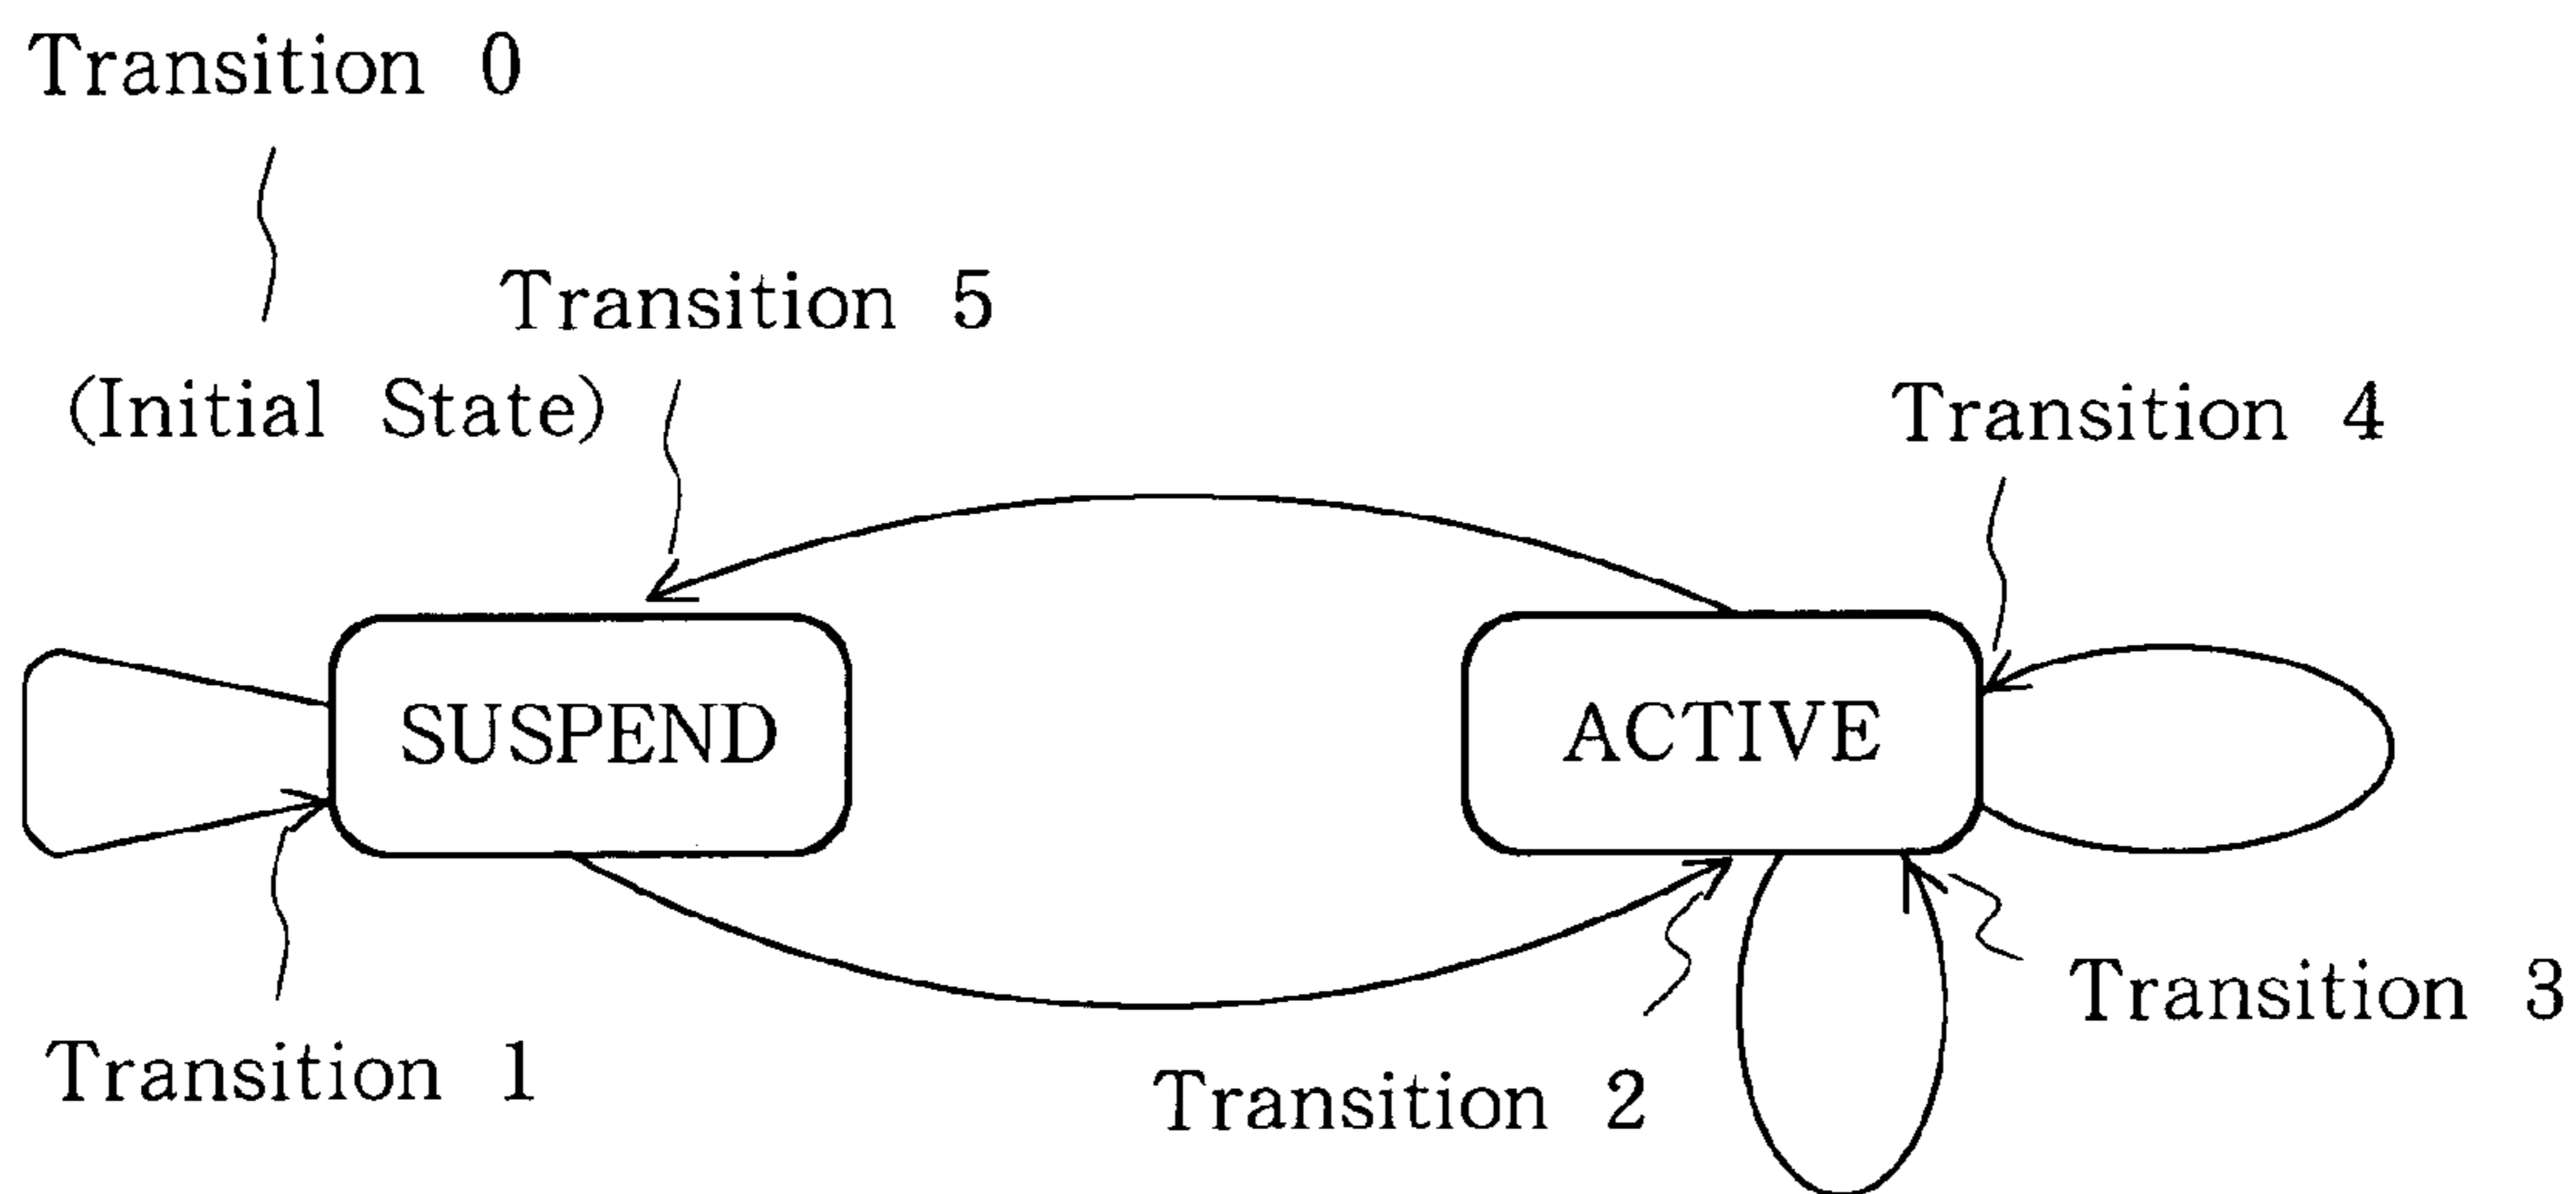 Transition 0
Transition 5
(Initial State)
Transition 4
SUSPEND
ACTIVE
Transition 3
Transition 1
Transition 2